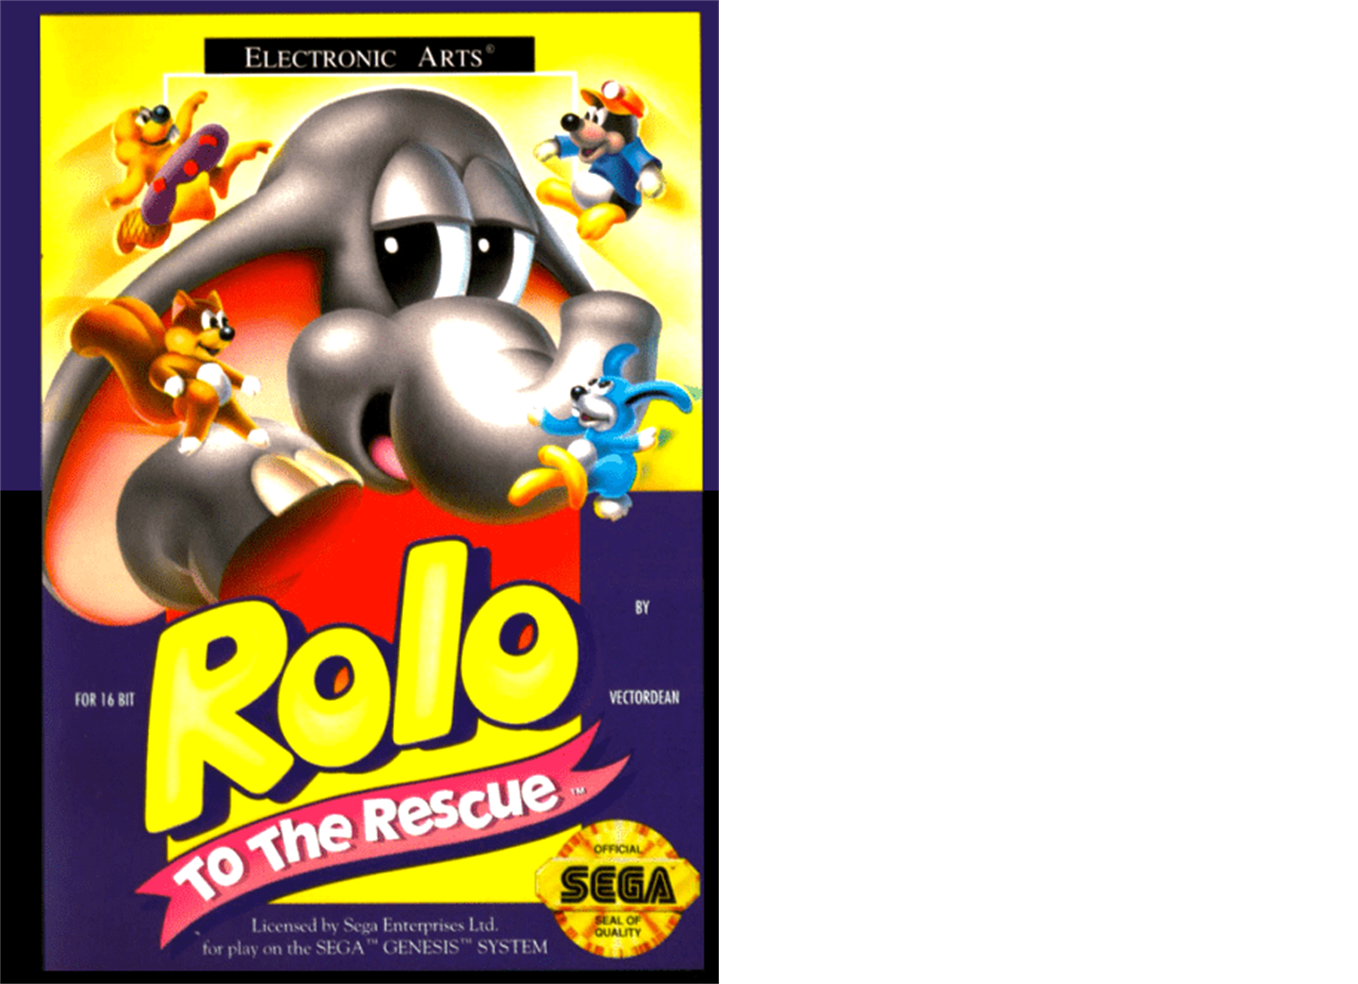 ELECTRONIC ARTS®
BY
FOR 16 BIT
VECTORDEAN
Rolo
To The Rescue™
OFFICIAL
SEGA
SEAL OF
QUALITY
Licensed by Sega Enterprises Ltd.
for play on the SEGA™ GENESIS™ SYSTEM